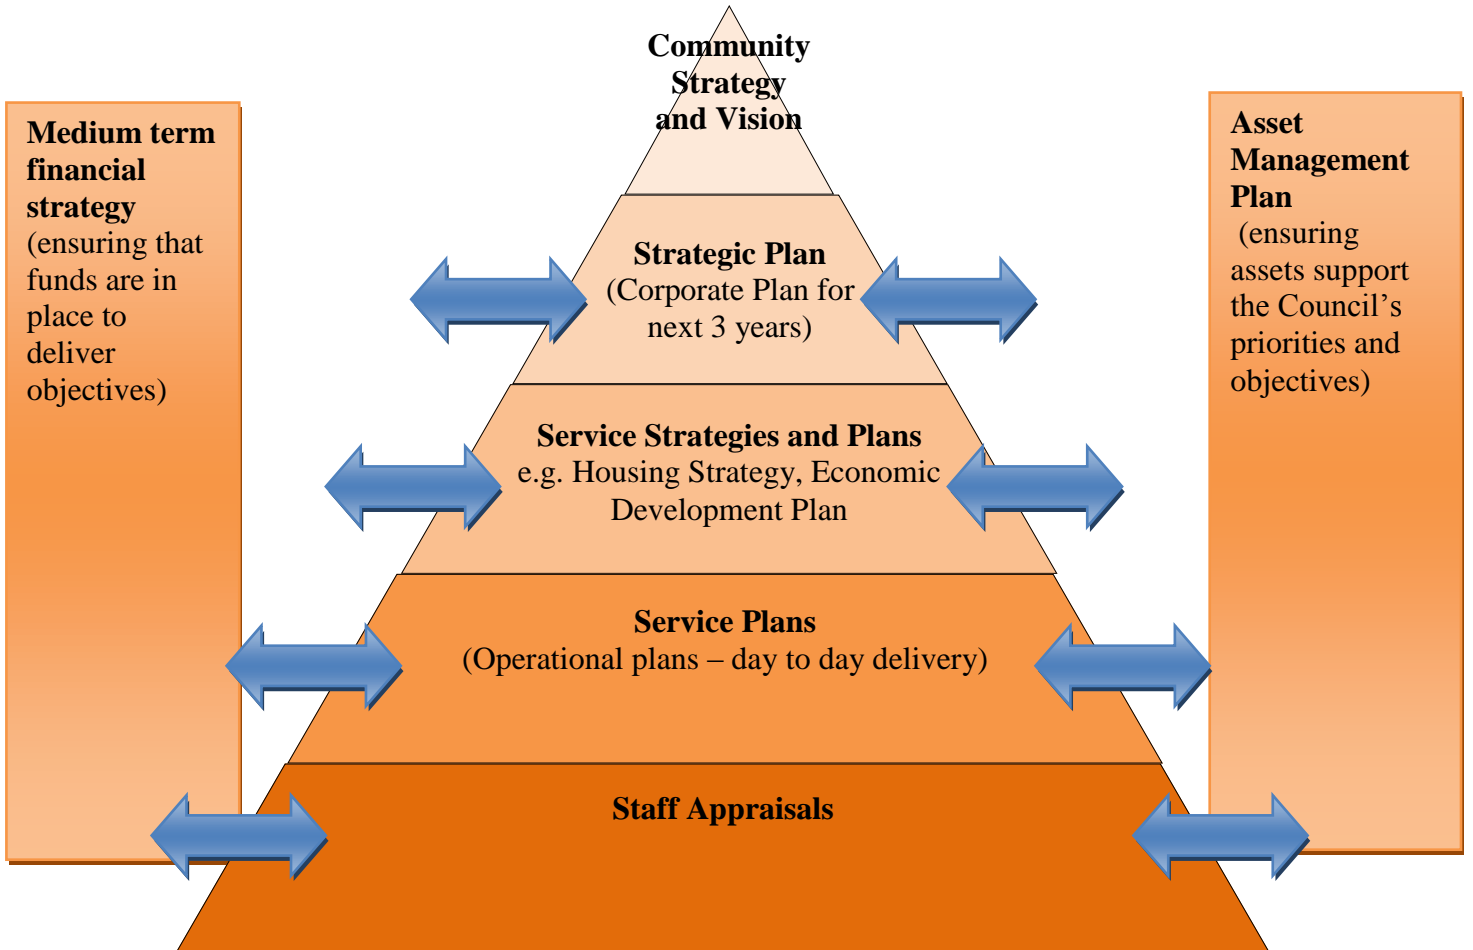 Community
Strategy
and Vision
Medium term
financial
strategy
(ensuring that
funds are in
place to
deliver
objectives)
Asset
Management
Plan
(ensuring
assets support
the Council’s
priorities and
objectives)
Strategic Plan
(Corporate Plan for
next 3 years)
Service Strategies and Plans
e.g. Housing Strategy, Economic
Development Plan
Service Plans
(Operational plans – day to day delivery)
Staff Appraisals